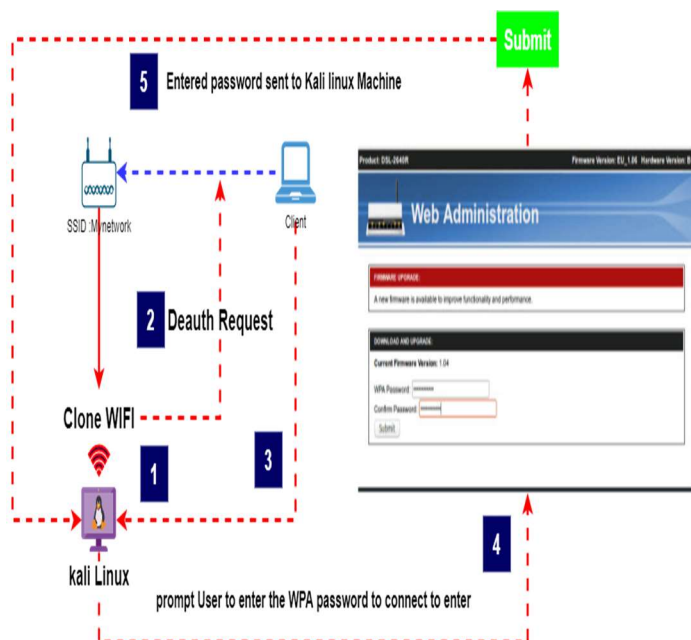 Submit
5 Entered password sent to Kali linux Machine
SSID :Mynetwork
Client
2 Deauth Request
Clone WIFI
1
3
kali Linux
4
prompt User to enter the WPA password to connect to enter
Product: DSL-2640R Firmware Version: EU_1.06 Hardware Version: B
Web Administration
FIRMWARE UPGRADE:
A new firmware is available to improve functionality and performance.
DOWNLOAD AND UPGRADE:
Current Firmware Version: 1.04
WPA Password:
Confirm Password:
Submit